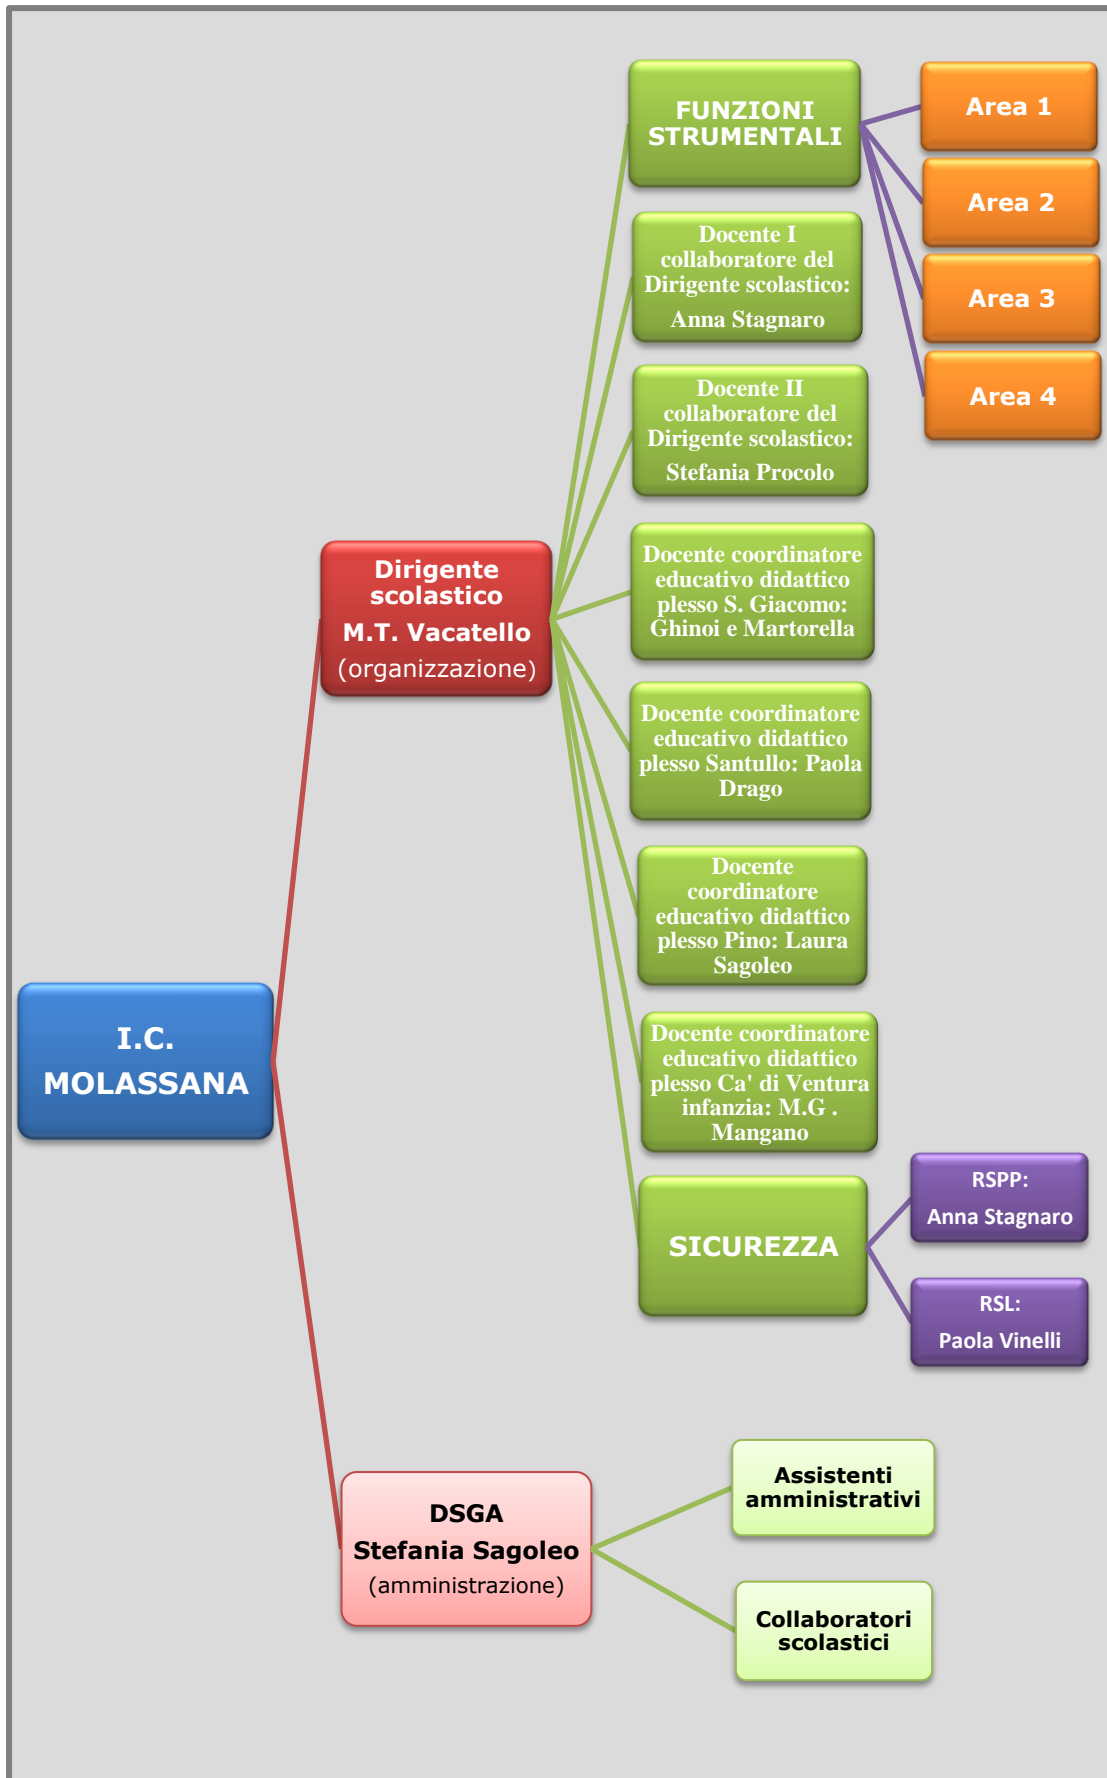 I.C.
MOLASSANA
Dirigente
scolastico
M.T. Vacatello
(organizzazione)
FUNZIONI
STRUMENTALI
Area 1
Area 2
Area 3
Area 4
Docente I
collaboratore del
Dirigente scolastico:
Anna Stagnaro
Docente II
collaboratore del
Dirigente scolastico:
Stefania Procolo
Docente coordinatore
educativo didattico
plesso S. Giacomo:
Ghinoi e Martorella
Docente coordinatore
educativo didattico
plesso Santullo: Paola
Drago
Docente
coordinatore
educativo didattico
plesso Pino: Laura
Sagoleo
Docente coordinatore
educativo didattico
plesso Ca' di Ventura
infanzia: M.G .
Mangano
SICUREZZA
RSPP:
Anna Stagnaro
RSL:
Paola Vinelli
DSGA
Stefania Sagoleo
(amministrazione)
Assistenti
amministrativi
Collaboratori
scolastici